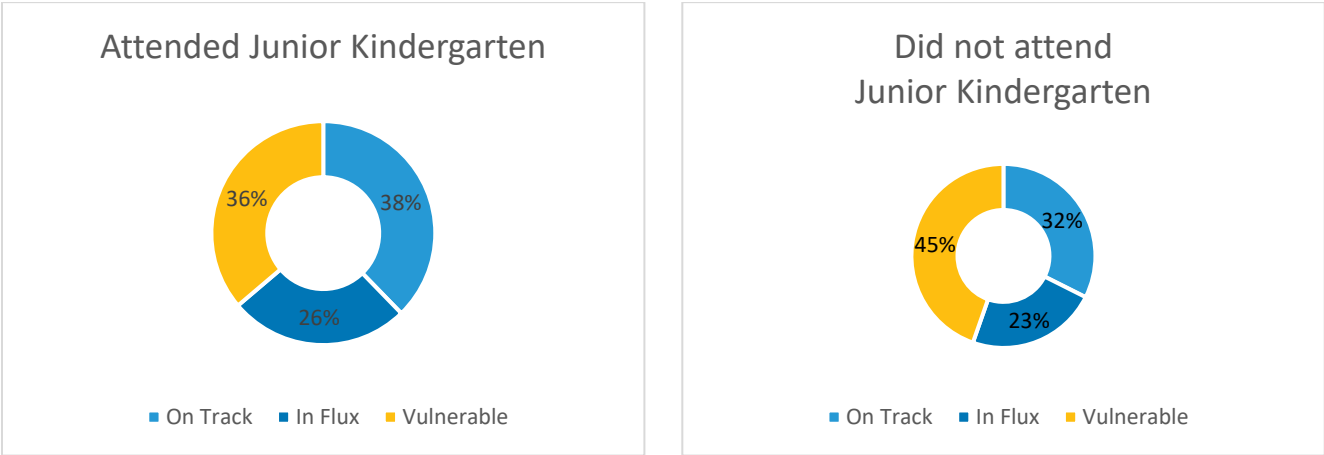 Attended Junior Kindergarten
38%
26%
36%
On Track In Flux Vulnerable
Did not attend
Junior Kindergarten
32%
23%
45%
On Track In Flux Vulnerable